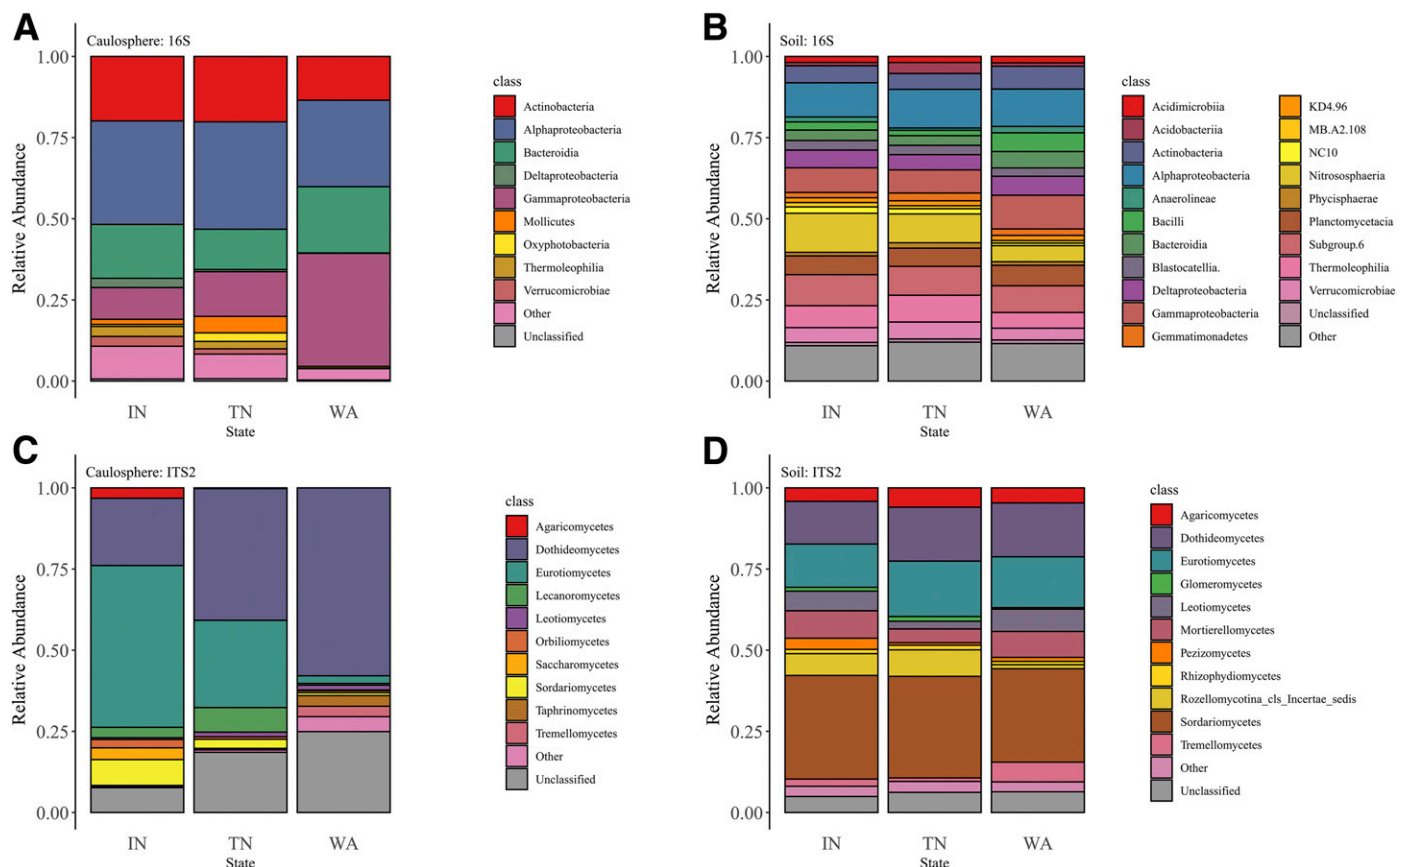 A
Caulosphere: 16S
1.00
0.75
0.50
0.25
0.00
Relative Abundance
IN TN WA
State
class
Actinobacteria
Alphaproteobacteria
Bacteroidia
Deltaproteobacteria
Gammaproteobacteria
Mollicutes
Oxyphotobacteria
Thermoleophilia
Verrucomicrobiae
Other
Unclassified
B
Soil: 16S
1.00
0.75
0.50
0.25
0.00
Relative Abundance
IN TN WA
State
class
Acidimicrobiia
Acidobacteriia
Actinobacteria
Alphaproteobacteria
Anaerolineae
Bacilli
Bacteroidia
Blastocatellia.
Deltaproteobacteria
Gammaproteobacteria
Gemmatimonadetes
KD4.96
MB.A2.108
NC10
Nitrososphaeria
Phycisphaerae
Planctomycetacia
Subgroup.6
Thermoleophilia
Verrucomicrobiae
Unclassified
Other
C
Caulosphere: ITS2
1.00
0.75
0.50
0.25
0.00
Relative Abundance
IN TN WA
State
class
Agaricomycetes
Dothideomycetes
Eurotiomycetes
Lecanoromycetes
Leotiomycetes
Orbiliomycetes
Saccharomycetes
Sordariomycetes
Taphrinomycetes
Tremellomycetes
Other
Unclassified
D
Soil: ITS2
1.00
0.75
0.50
0.25
0.00
Relative Abundance
IN TN WA
State
class
Agaricomycetes
Dothideomycetes
Eurotiomycetes
Glomeromycetes
Leotiomycetes
Mortierellomycetes
Pezizomycetes
Rhizophydiomycetes
Rozellomycotina_cls_Incertae_sedis
Sordariomycetes
Tremellomycetes
Other
Unclassified